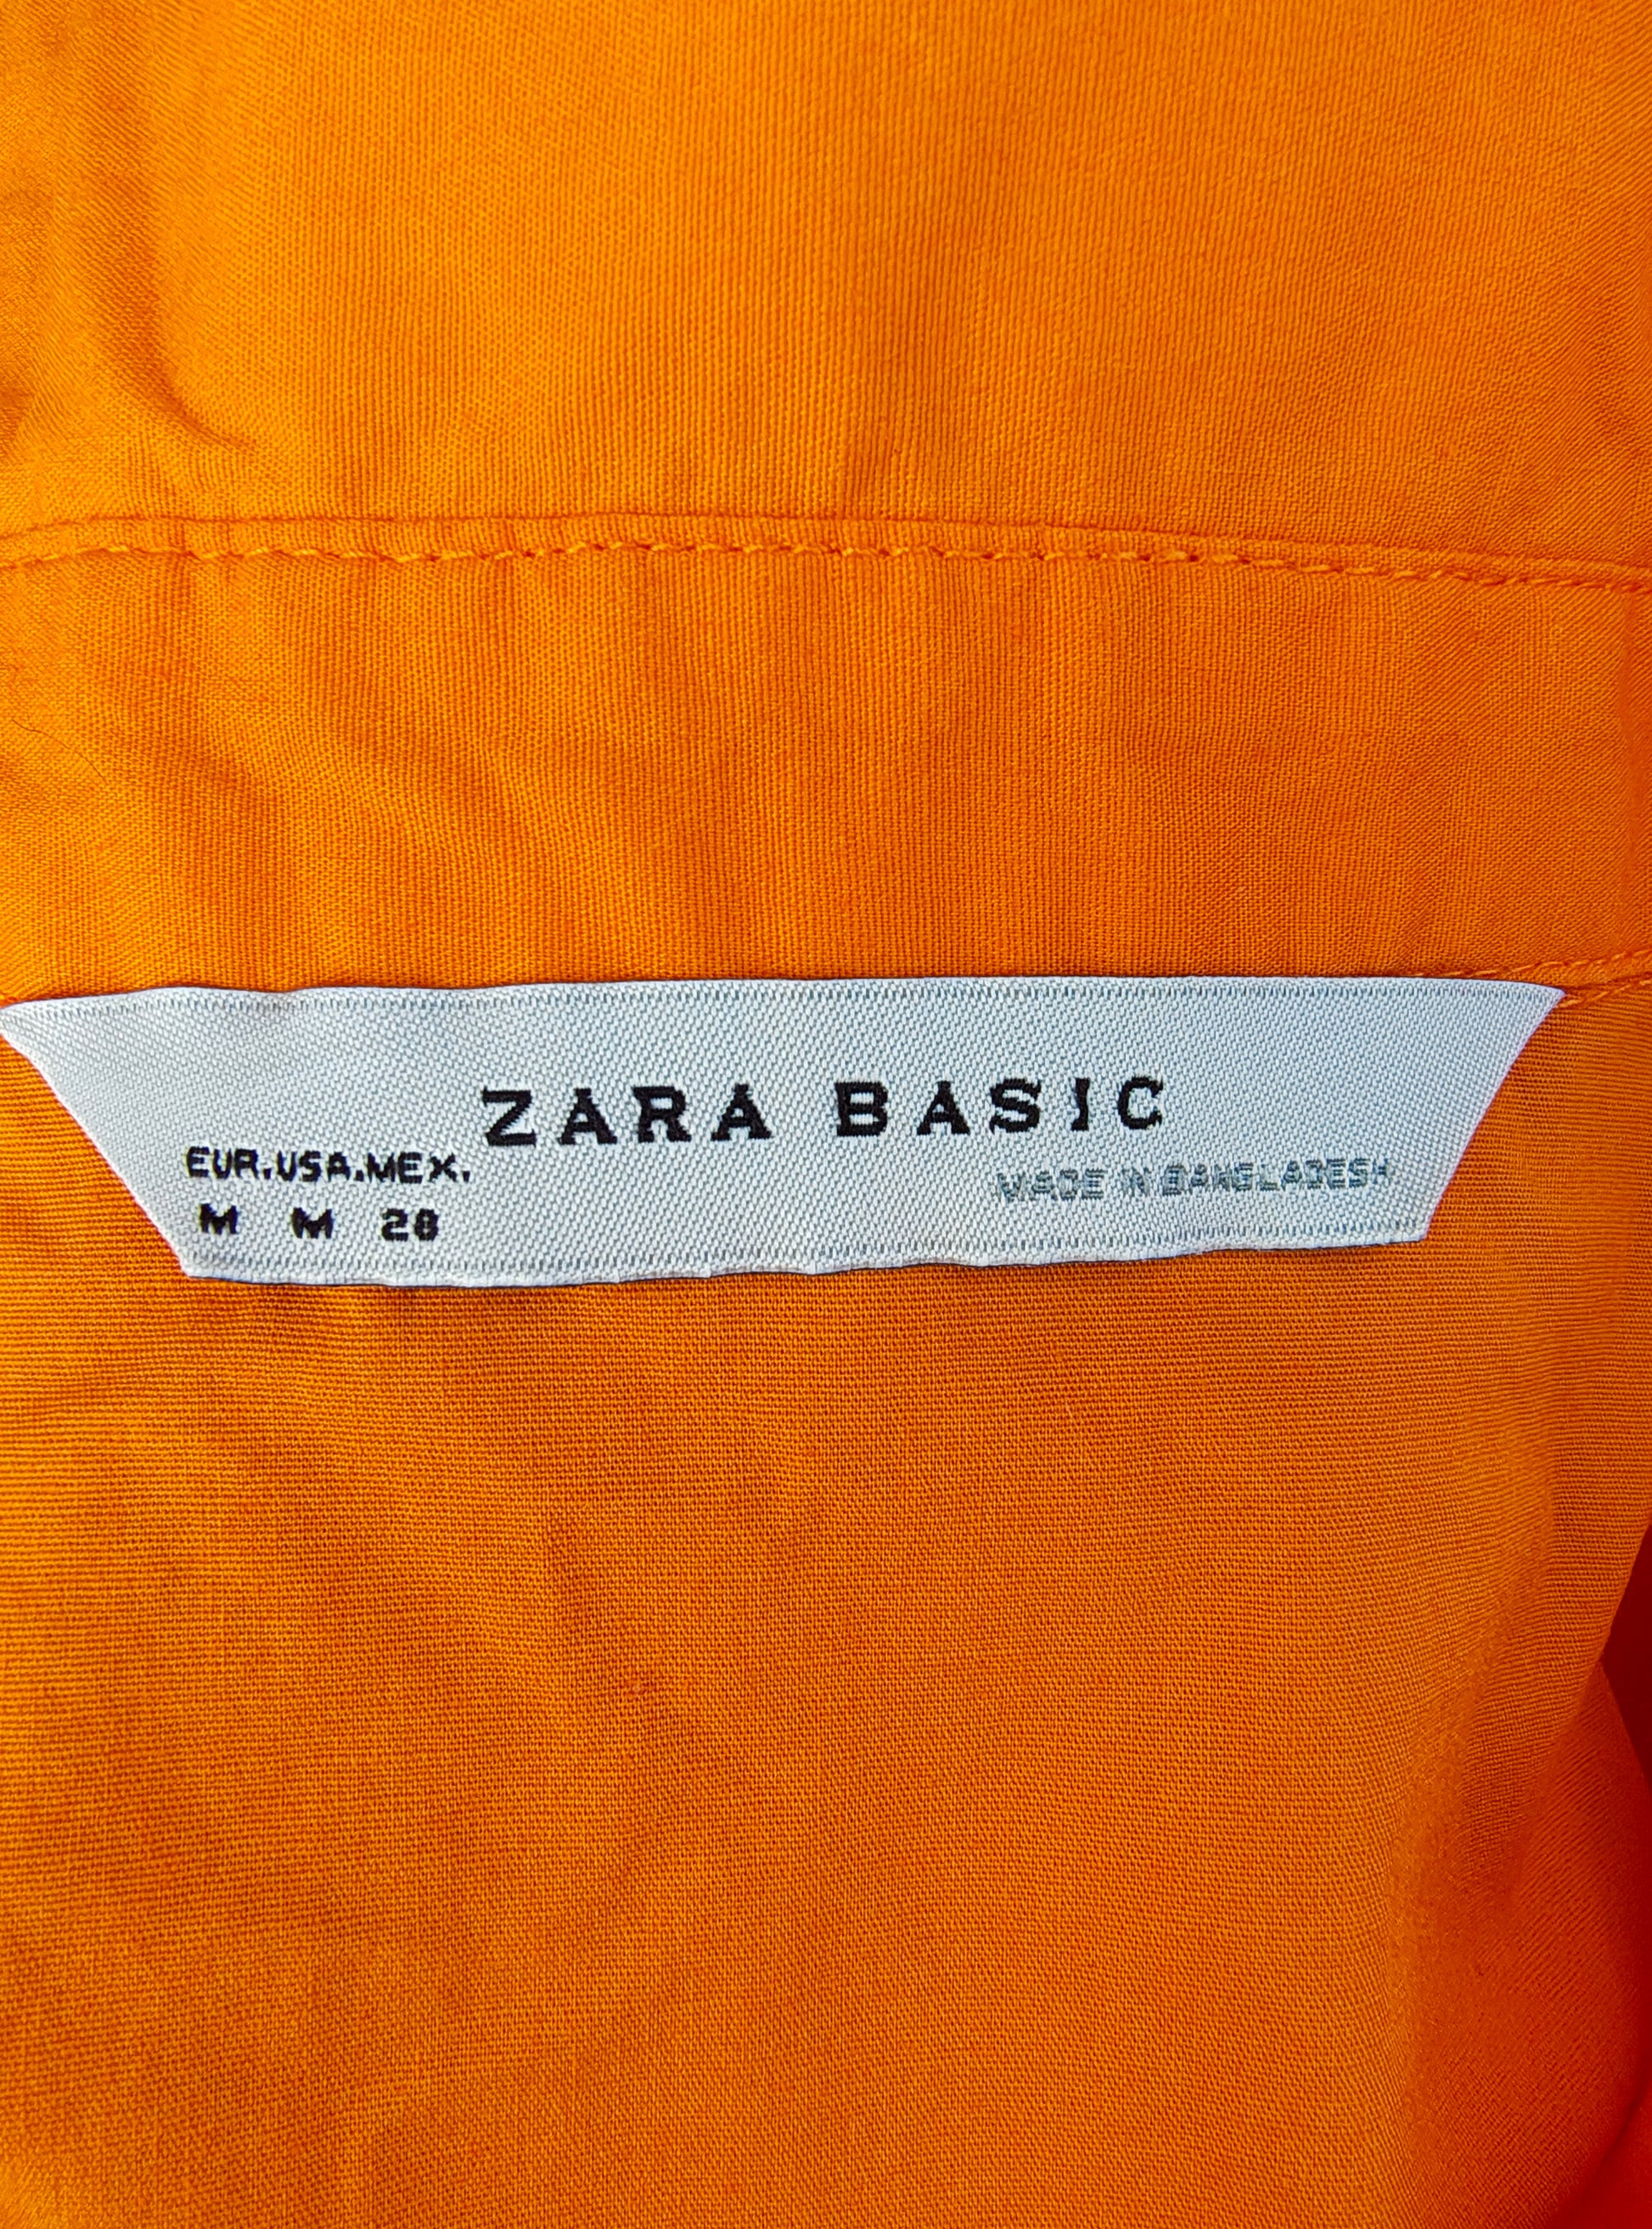 ZARA BASIC
EUR.USA.MEX.
M M 28
MADE IN BANGLADESH